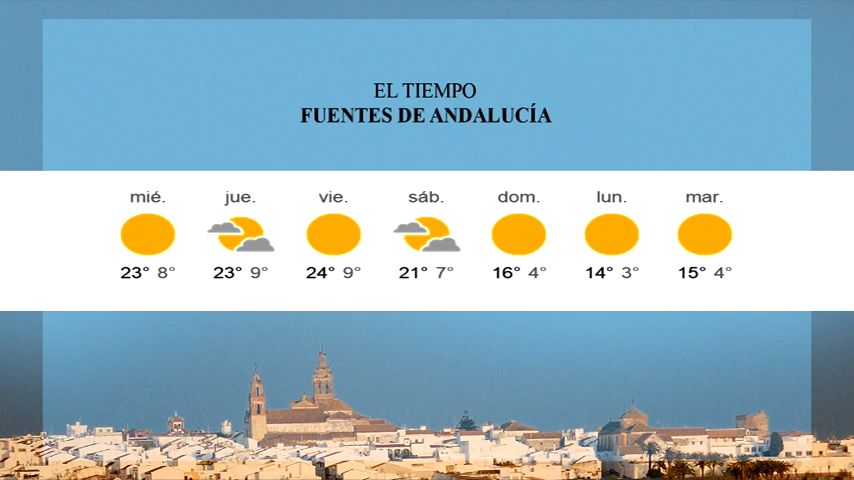 EL TIEMPO
FUENTES DE ANDALUCÍA
mié. jue. vie. sáb. dom. lun. mar.
23° 8° 23° 9° 24° 9° 21° 7° 16° 4° 14° 3° 15° 4°